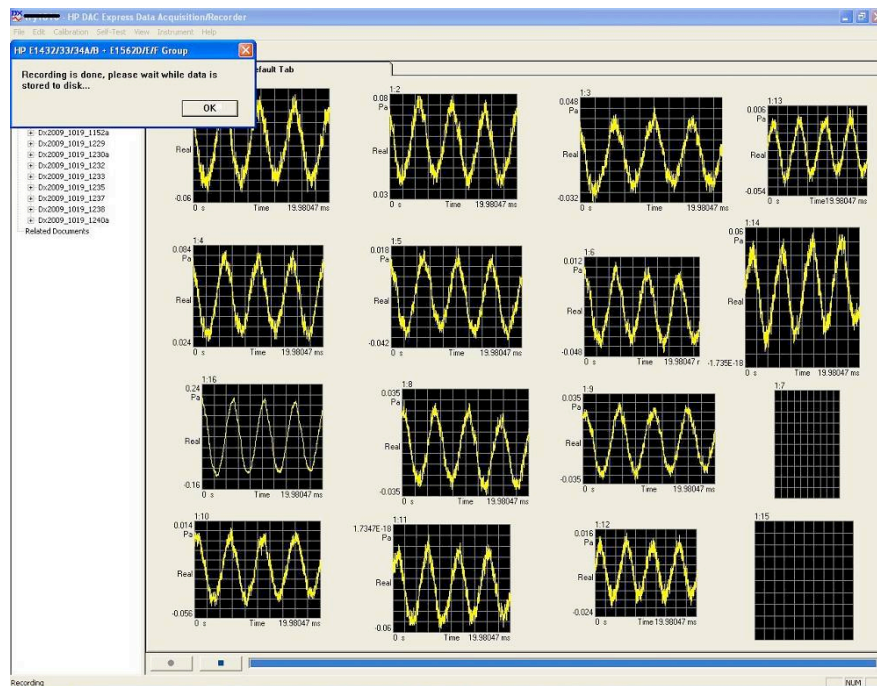 - HP DAC Express Data Acquisition/Recorder
File Edit Calibration Self-Test View Instrument Help
HP E1432/33/34A/B + E1562D/E/F Group
Recording is done, please wait while data is
stored to disk...
OK
efault Tab
Dx2009_1019_1152a
Dx2009_1019_1229
Dx2009_1019_1230a
Dx2009_1019_1232
Dx2009_1019_1233
Dx2009_1019_1235
Dx2009_1019_1237
Dx2009_1019_1238
Dx2009_1019_1240a
Related Documents
Real
-0.06
0 s Time 19.98047 ms
1:2
0.08
Pa
Real
0.03
0 s Time 19.98047 ms
1:3
0.048
Pa
Real
-0.032
0 s Time 19.98047 ms
1:13
0.006
Pa
Real
-0.054
0 s Time 19.98047 ms
1:4
0.084
Pa
Real
0.024
0 s Time 19.98047 ms
1:5
0.018
Pa
Real
-0.042
0 s Time 19.98047 ms
1:6
0.012
Pa
Real
-0.048
0 s Time 19.98047 r
1:14
0.06
Pa
Real
-1.735E-18
0 s Time 19.98047 ms
1:16
0.24
Pa
Real
-0.16
0 s Time 19.98047 ms
1:8
0.035
Pa
Real
-0.035
0 s Time 19.98047 ms
1:9
0.035
Pa
Real
-0.035
0 s Time 19.98047 ms
1:7
1:10
0.014
Pa
Real
-0.056
0 s Time 19.98047 ms
1:11
1.7347E-18
Pa
Real
-0.06
0 s Time 19.98047 ms
1:12
0.016
Pa
Real
-0.024
0 s Time 19.98047 ms
1:15
Recording
NUM